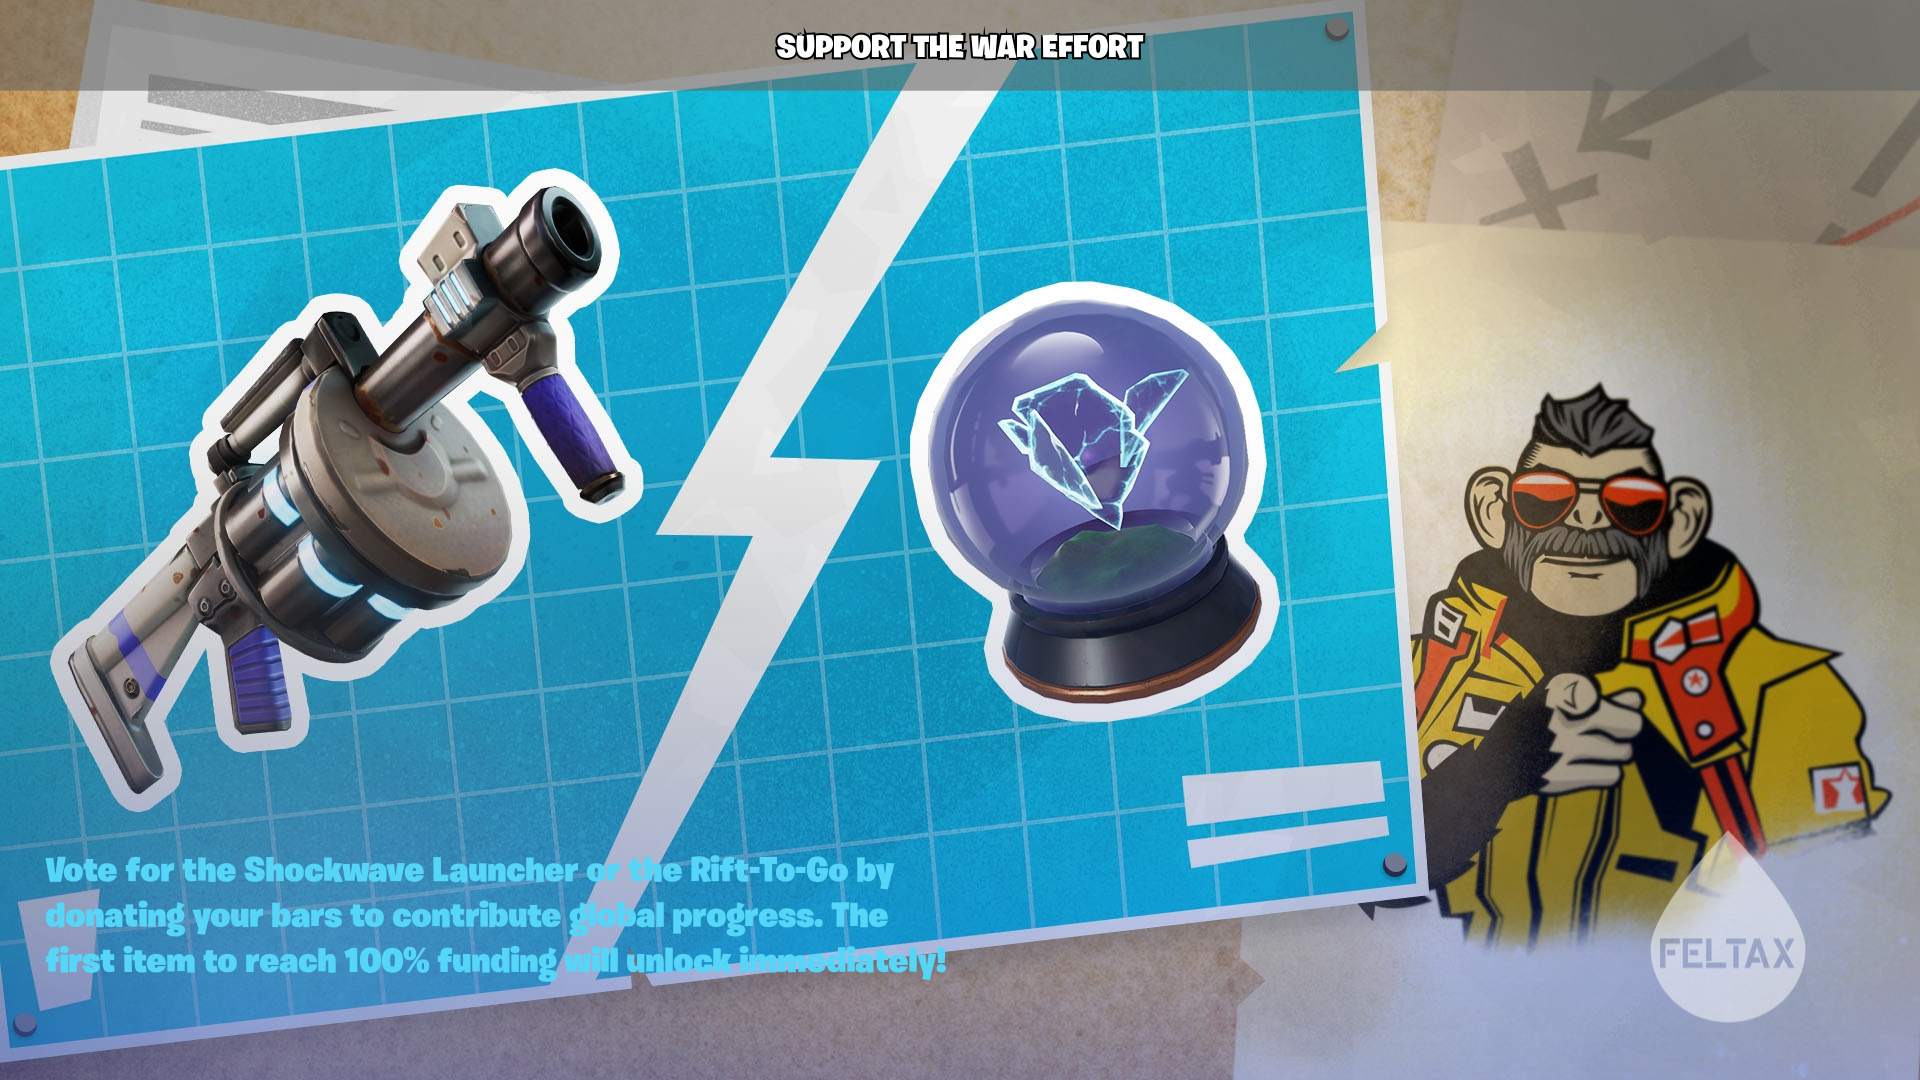 SUPPORT THE WAR EFFORT
Vote for the Shockwave Launcher or the Rift-To-Go by
donating your bars to contribute global progress. The
first item to reach 100% funding will unlock immediately!
FELTAX